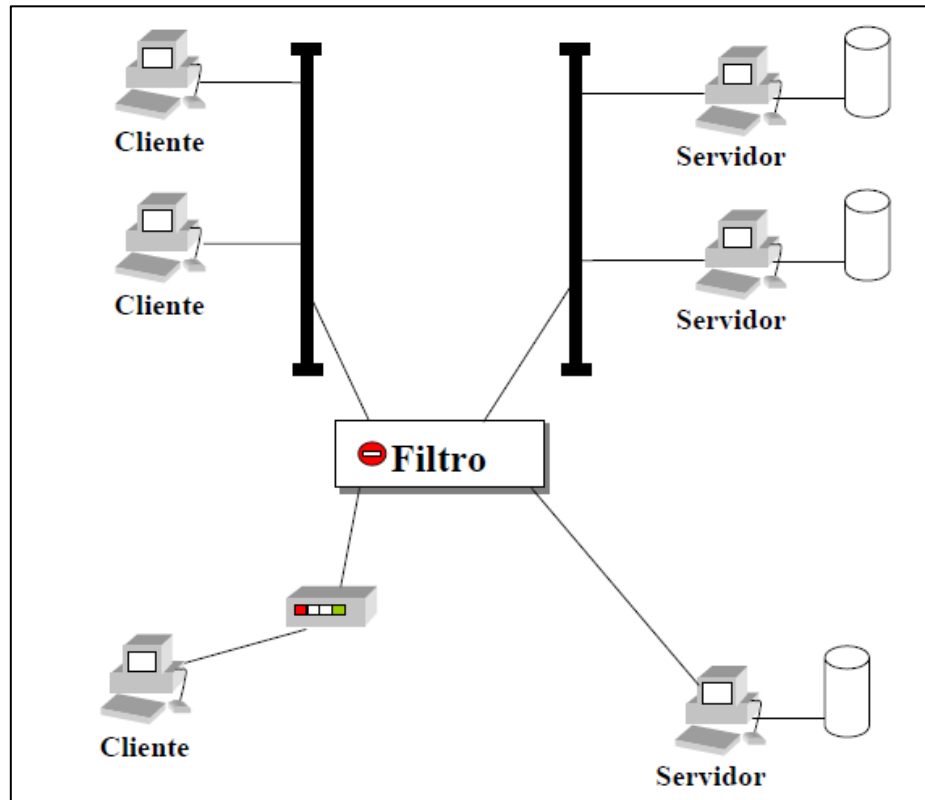 Cliente
Servidor
Cliente
Servidor
Filtro
Cliente
Servidor